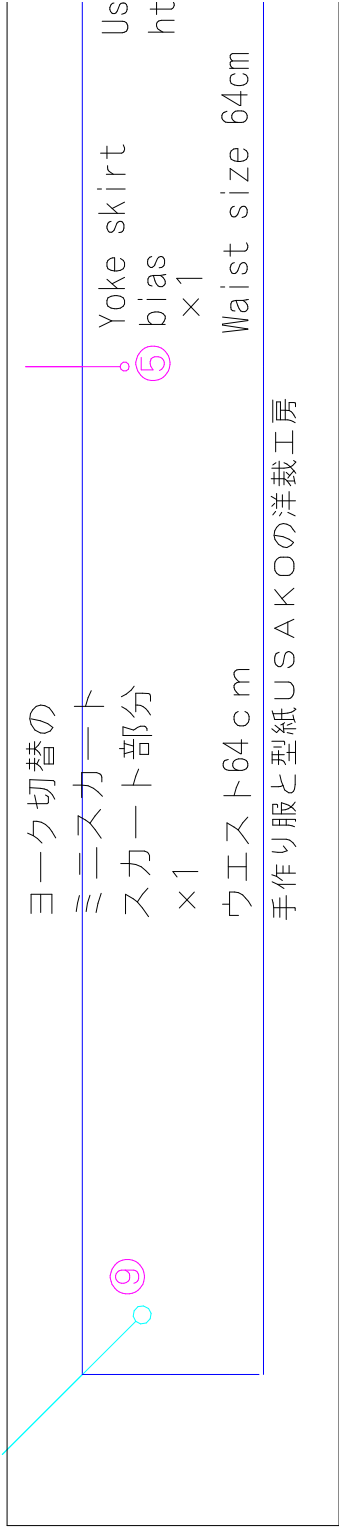 ヨーク切替の
ミニスカート
スカート部分
×1
ウエスト64ｃｍ
手作り服と型紙ＵＳＡＫＯの洋裁工房
⑨
⑤
Yoke skirt
bias
×1
Waist size 64cm
Us
ht